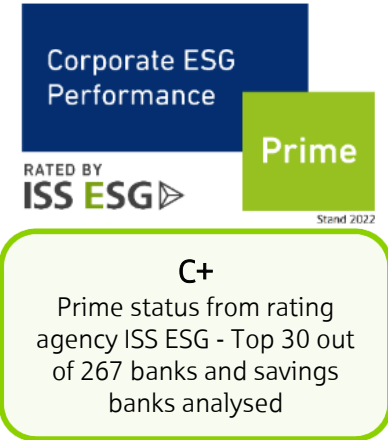 Corporate ESG
Performance
Prime
RATED BY
ISS ESG
Stand 2022
C+
Prime status from rating
agency ISS ESG - Top 30 out
of 267 banks and savings
banks analysed